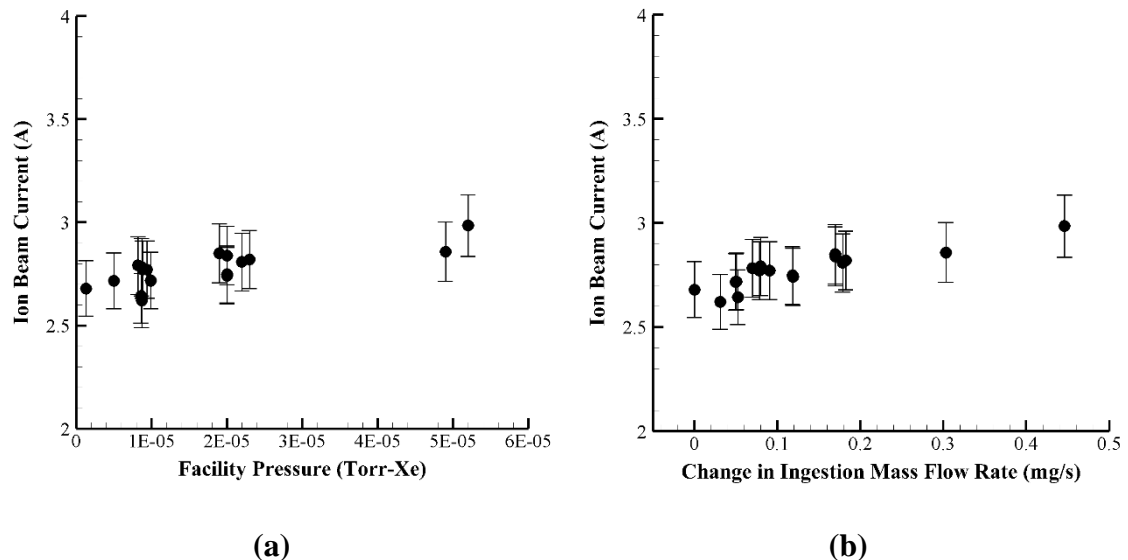 4
3.5
3
2.5
2
Ion Beam Current (A)
0 1E-05 2E-05 3E-05 4E-05 5E-05 6E-05
Facility Pressure (Torr-Xe)
(a)
4
3.5
3
2.5
2
Ion Beam Current (A)
0 0.1 0.2 0.3 0.4 0.5
Change in Ingestion Mass Flow Rate (mg/s)
(b)